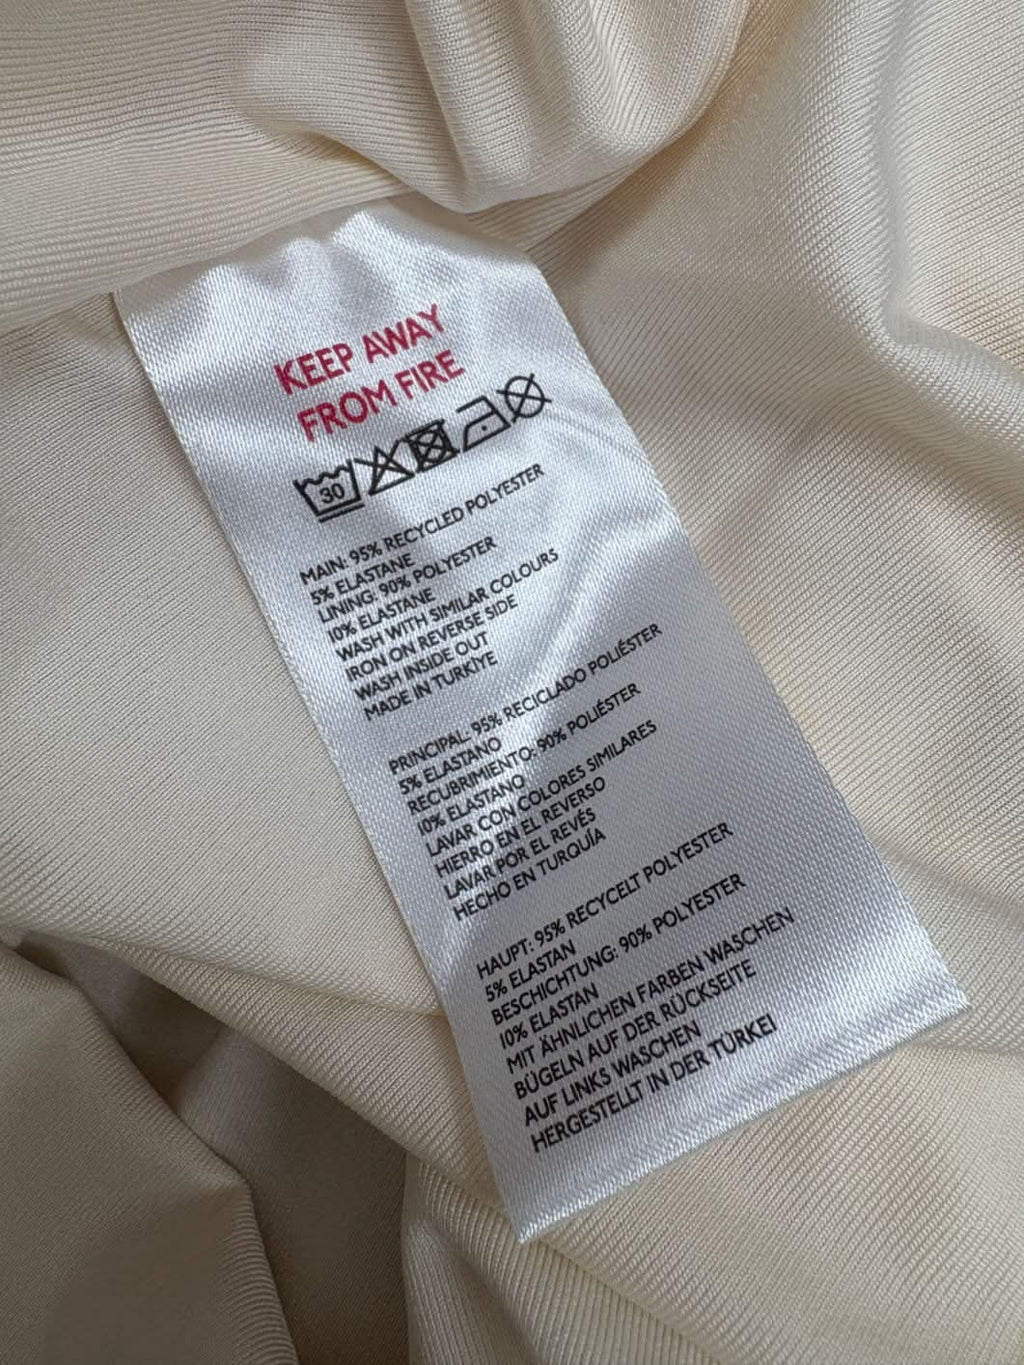 KEEP AWAY
FROM FIRE
30
MAIN: 95% RECYCLED POLYESTER
5% ELASTANE
LINING: 90% POLYESTER
10% ELASTANE
WASH WITH SIMILAR COLOURS
IRON ON REVERSE SIDE
WASH INSIDE OUT
MADE IN TURKIYE
PRINCIPAL: 95% RECICLADO POLIÉSTER
5% ELASTANO
RECUBRIMIENTO: 90% POLIÉSTER
10% ELASTANO
LAVAR CON COLORES SIMILARES
HIERRO EN EL REVERSO
LAVAR POR EL REVÉS
HECHO EN TURQUÍA
HAUPT: 95% RECYCELT POLYESTER
5% ELASTAN
BESCHICHTUNG: 90% POLYESTER
10% ELASTAN
MIT ÄHNLICHEN FARBEN WASCHEN
BÜGELN AUF DER RÜCKSEITE
AUF LINKS WASCHEN
HERGESTELLT IN DER TÜRKEI